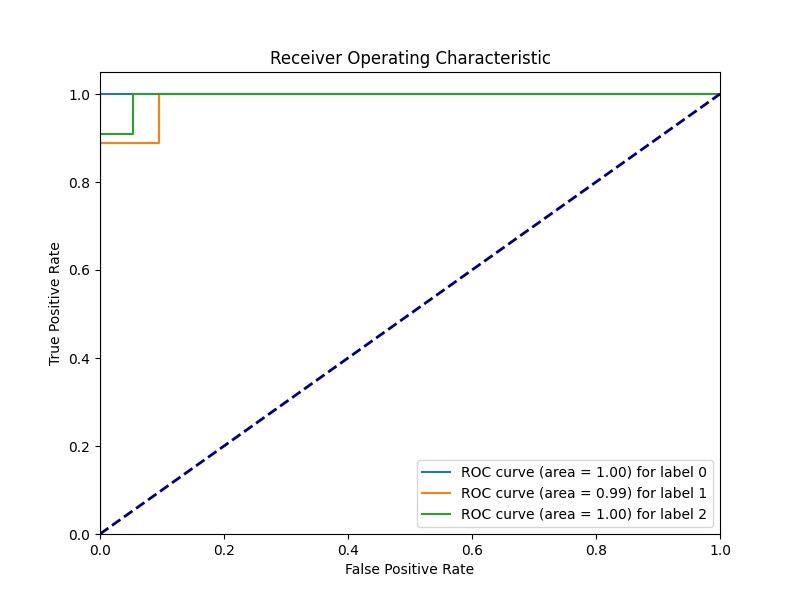 Receiver Operating Characteristic
True Positive Rate
1.0
0.8
0.6
0.4
0.2
0.0
ROC curve (area = 1.00) for label 0
ROC curve (area = 0.99) for label 1
ROC curve (area = 1.00) for label 2
0.0 0.2 0.4 0.6 0.8 1.0
False Positive Rate